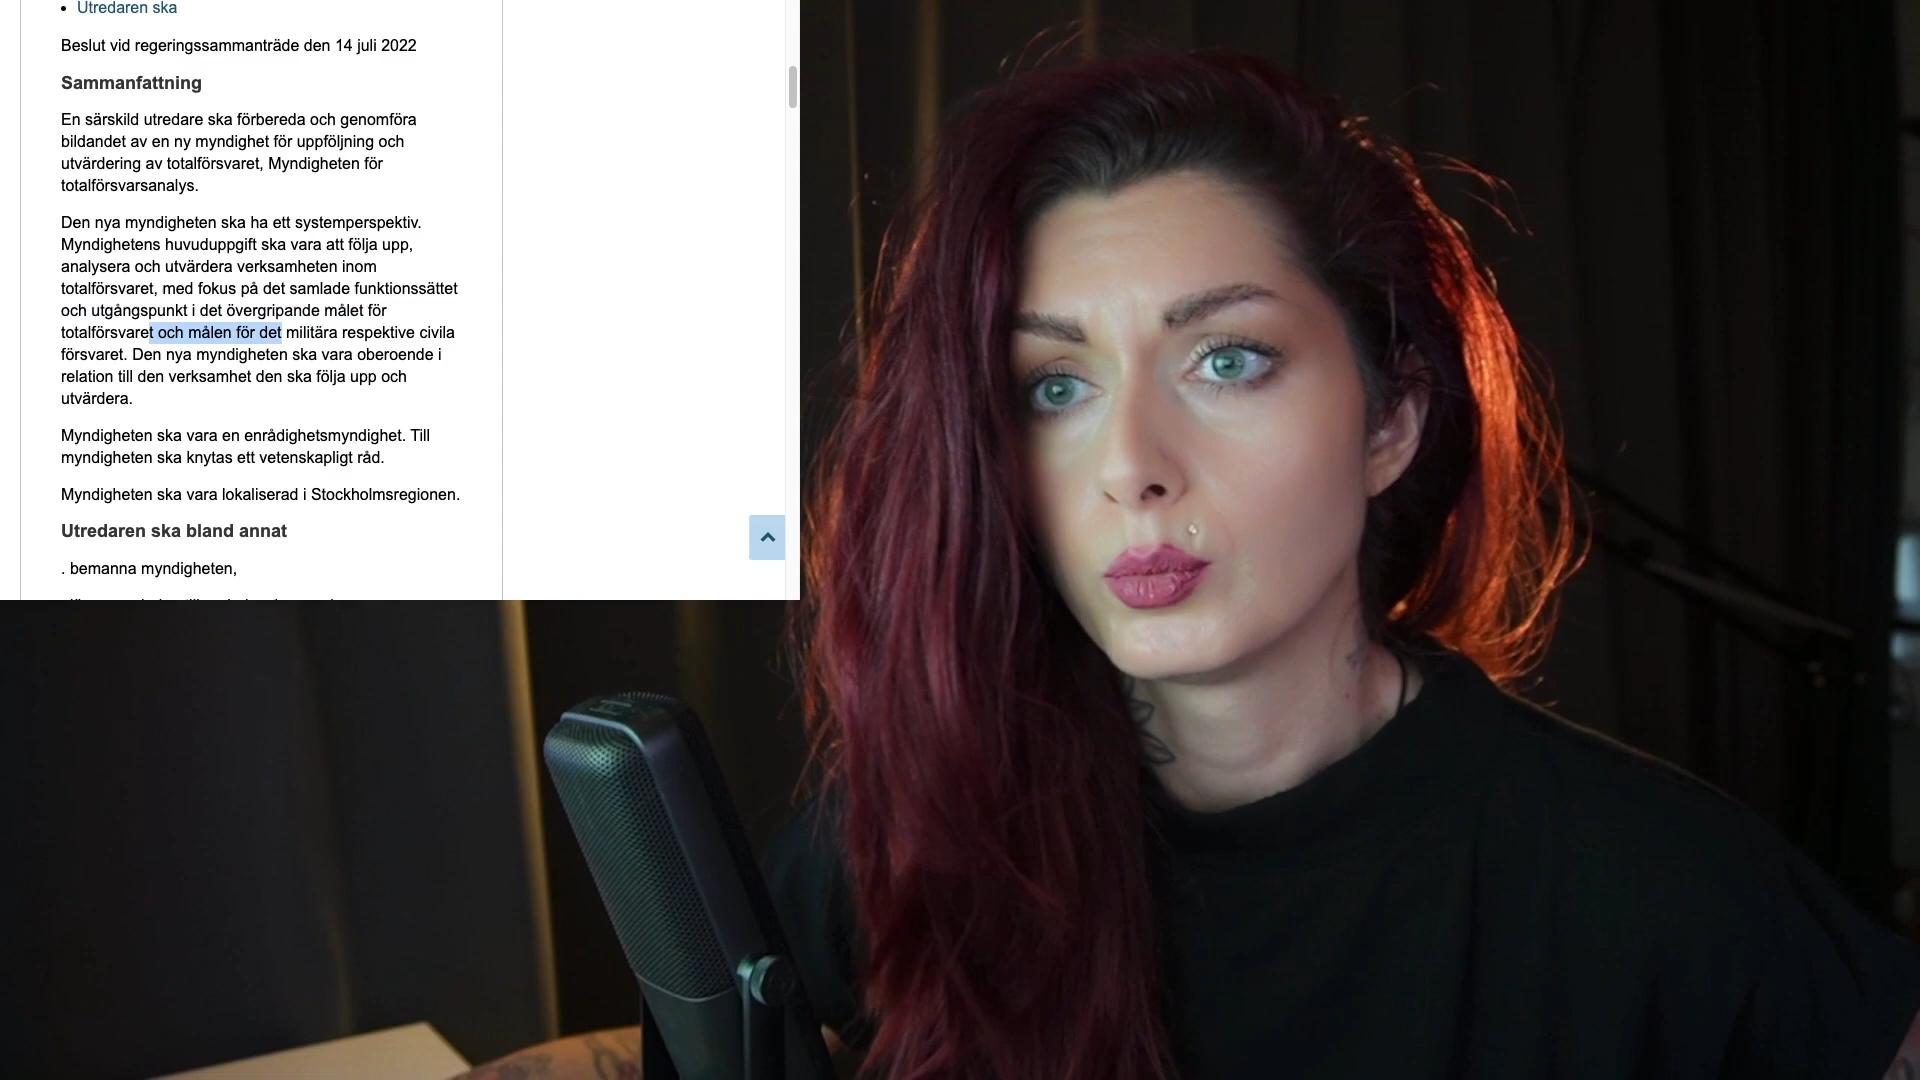 Utredaren ska
Beslut vid regeringssammanträde den 14 juli 2022
Sammanfattning
En särskild utredare ska förbereda och genomföra
bildandet av en ny myndighet för uppföljning och
utvärdering av totalförsvaret, Myndigheten för
totalförsvarsanalys.
Den nya myndigheten ska ha ett systemperspektiv.
Myndighetens huvuduppgift ska vara att följa upp,
analysera och utvärdera verksamheten inom
totalförsvaret, med fokus på det samlade funktionssättet
och utgångspunkt i det övergripande målet för
totalförsvaret och målen för det militära respektive civila
försvaret. Den nya myndigheten ska vara oberoende i
relation till den verksamhet den ska följa upp och
utvärdera.
Myndigheten ska vara en enrådighetsmyndighet. Till
myndigheten ska knytas ett vetenskapligt råd.
Myndigheten ska vara lokaliserad i Stockholmsregionen.
Utredaren ska bland annat
. bemanna myndigheten,